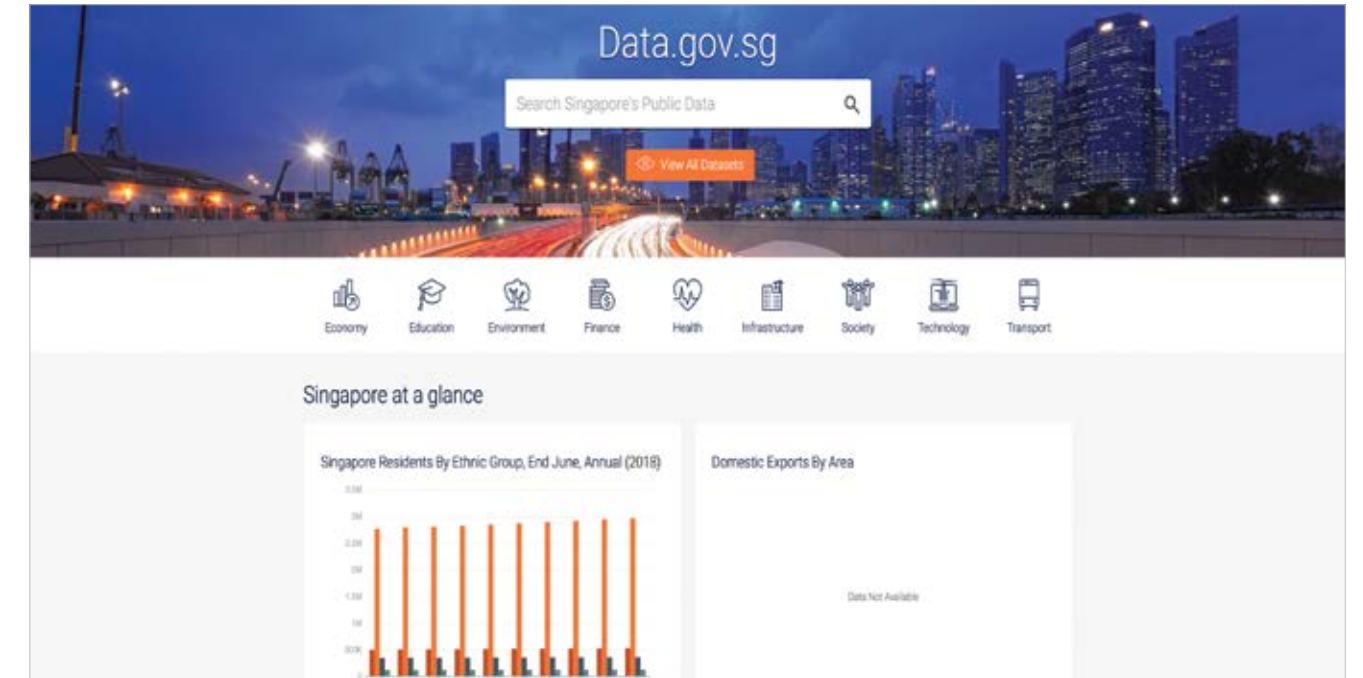 Data.gov.sg
Search Singapore's Public Data
View All Datasets
Economy Education Environment Finance Health Infrastructure Society Technology Transport
Singapore at a glance
Singapore Residents By Ethnic Group, End June, Annual (2018)
Domestic Exports By Area
3M
2M
1M
0
Data Not Available